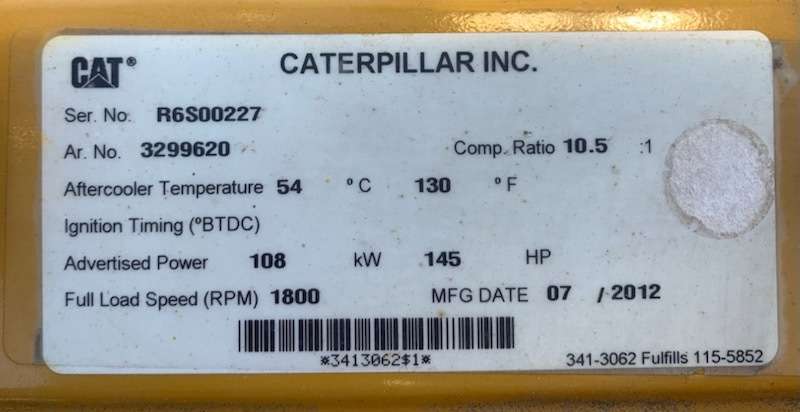 CAT® CATERPILLAR INC.
Ser. No. R6S00227
Ar. No. 3299620 Comp. Ratio 10.5 :1
Aftercooler Temperature 54 °C 130 °F
Ignition Timing (ºBTDC)
Advertised Power 108 kW 145 HP
Full Load Speed (RPM) 1800 MFG DATE 07 / 2012
*3413062$1*
341-3062 Fulfills 115-5852